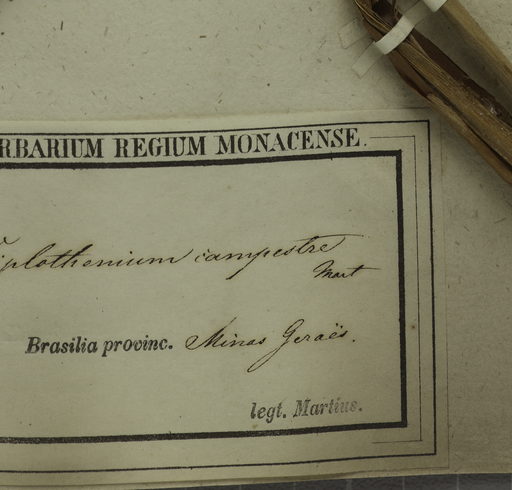 RBARIUM REGIUM MONACENSE.
iplothemium campestre
Mart
Brasilia provinc. Minas Geraës.
legt. Martius.